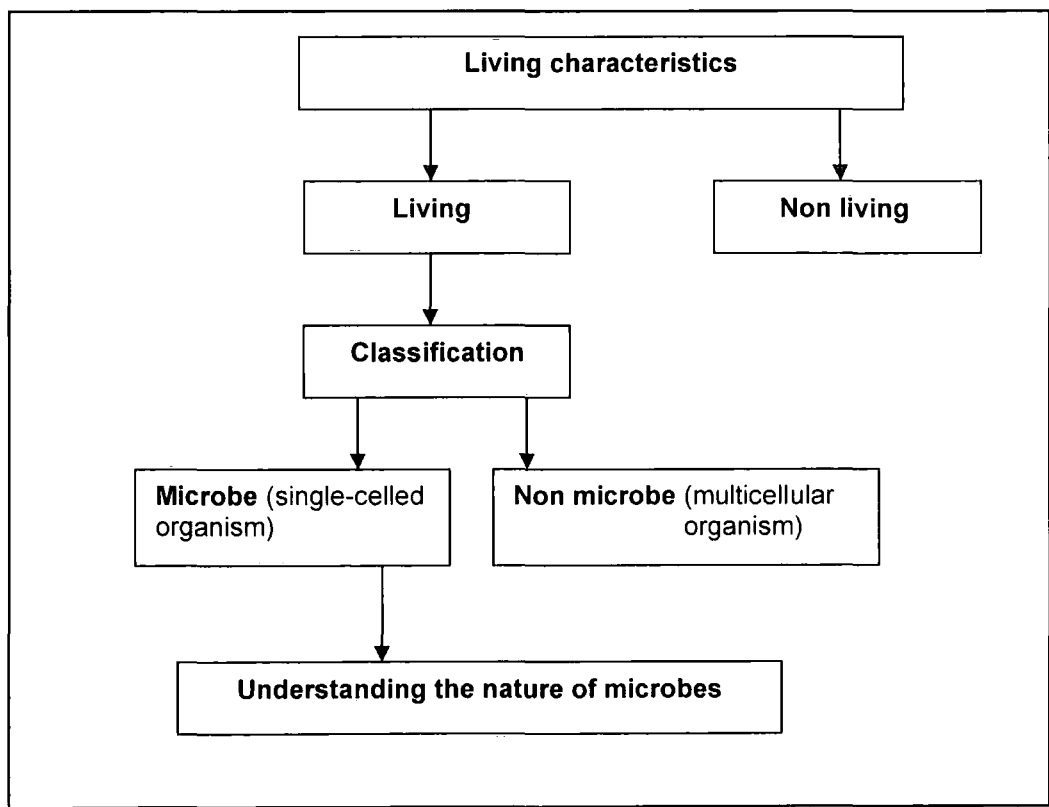 Living characteristics
Living
Non living
Classification
Microbe (single-celled
organism)
Non microbe (multicellular
organism)
Understanding the nature of microbes